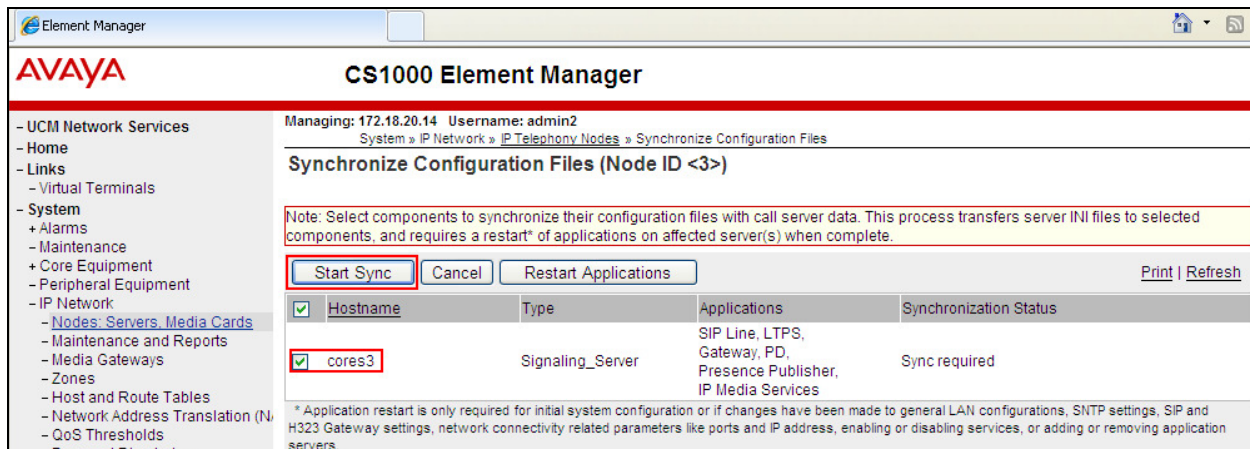 Element Manager
AVAYA
CS1000 Element Manager
– UCM Network Services
– Home
– Links
– Virtual Terminals
– System
+ Alarms
– Maintenance
+ Core Equipment
– Peripheral Equipment
– IP Network
– Nodes: Servers, Media Cards
– Maintenance and Reports
– Media Gateways
– Zones
– Host and Route Tables
– Network Address Translation (N
– QoS Thresholds
Managing: 172.18.20.14 Username: admin2
System » IP Network » IP Telephony Nodes » Synchronize Configuration Files
Synchronize Configuration Files (Node ID <3>)
Note: Select components to synchronize their configuration files with call server data. This process transfers server INI files to selected
components, and requires a restart* of applications on affected server(s) when complete.
Start Sync Cancel Restart Applications Print | Refresh
Hostname Type Applications Synchronization Status
cores3 Signaling_Server SIP Line, LTPS,
Gateway, PD,
Presence Publisher,
IP Media Services
Sync required
* Application restart is only required for initial system configuration or if changes have been made to general LAN configurations, SNTP settings, SIP and
H323 Gateway settings, network connectivity related parameters like ports and IP address, enabling or disabling services, or adding or removing application
servers.